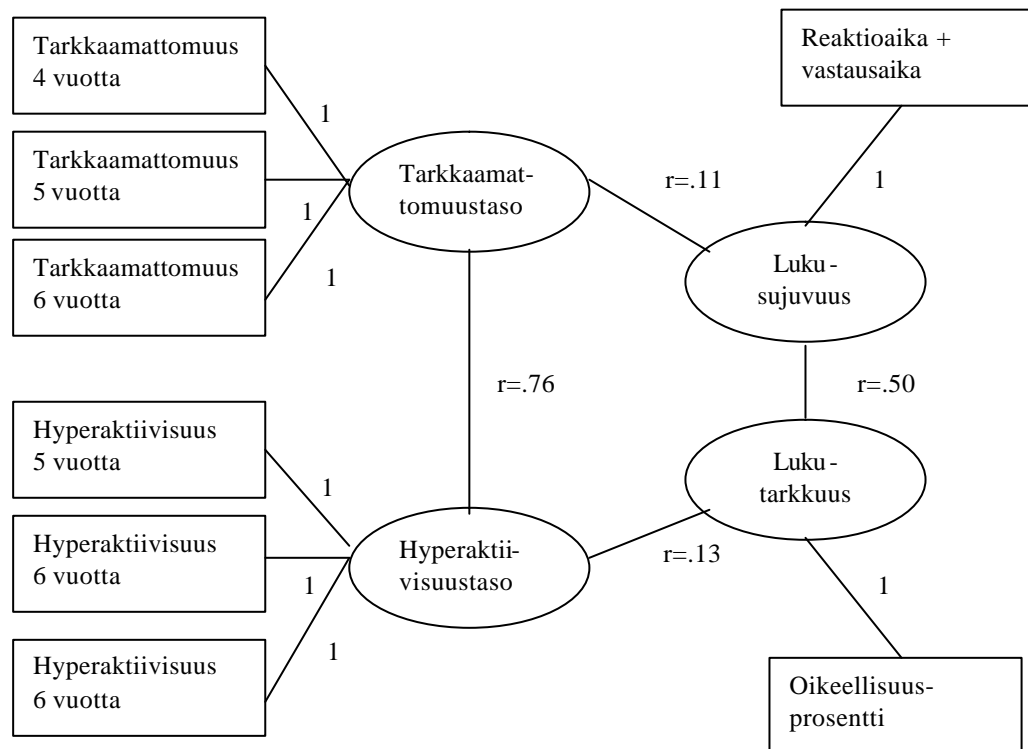 Tarkkaamattomuus
4 vuotta
1
Tarkkaamattomuus
5 vuotta
1
Tarkkaamattomuus
6 vuotta
1
Tarkkaamat-
tomuustaso
r=.11
Reaktioaika +
vastausaika
1
Luku-
sujuvuus
r=.76
r=.50
Hyperaktiivisuus
5 vuotta
1
Hyperaktiivisuus
6 vuotta
1
Hyperaktiivisuus
6 vuotta
1
Hyperaktii-
visuustaso
r=.13
Luku-
tarkkuus
1
Oikeellisuus-
prosentti